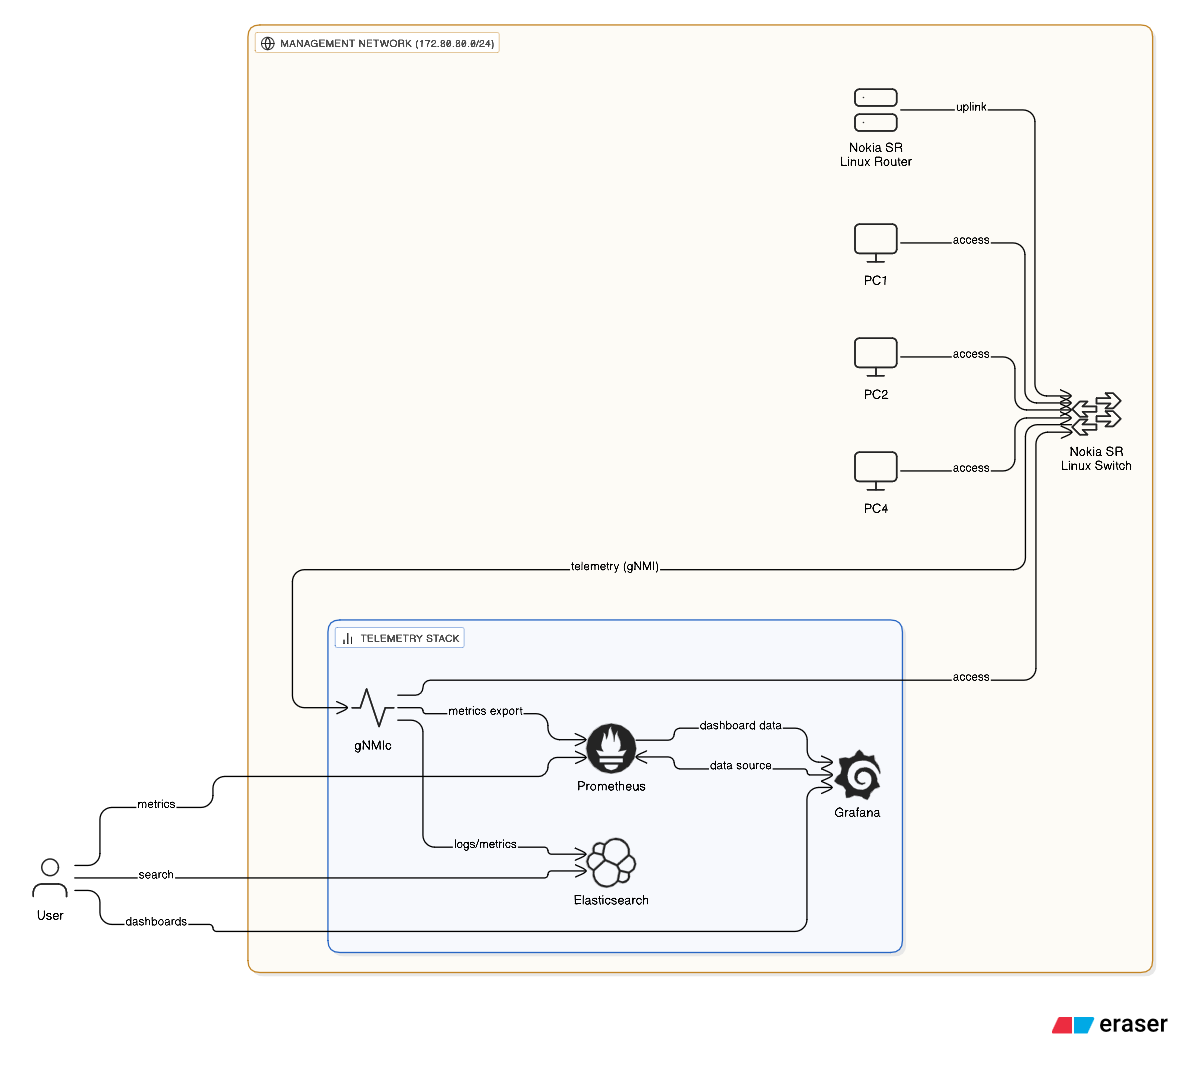 MANAGEMENT NETWORK (172.80.80.0/24)
uplink
Nokia SR
Linux Router
access
PC1
access
PC2
Nokia SR
Linux Switch
access
PC4
telemetry (gNMI)
TELEMETRY STACK
access
metrics export
dashboard data
gNMIc
data source
Prometheus
metrics
Grafana
logs/metrics
search
Elasticsearch
User
dashboards
eraser